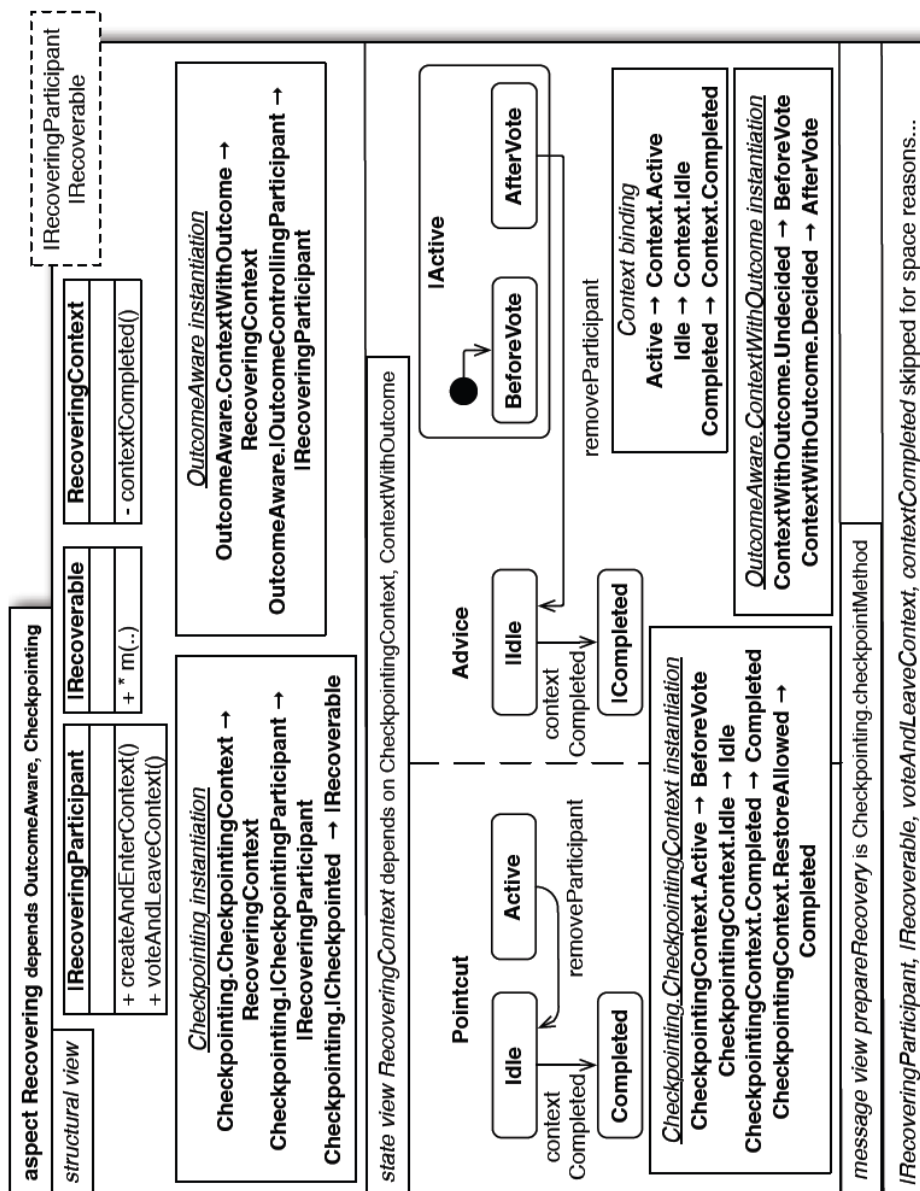 aspect Recovering depends OutcomeAware, Checkpointing
structural view
IRecoveringParticipant
IRecoverable
IRecoveringParticipant
+ createAndEnterContext()
+ voteAndLeaveContext()
IRecoverable
+ * m(..)
RecoveringContext
- contextCompleted()
Checkpointing instantiation
Checkpointing.CheckpointingContext →
RecoveringContext
Checkpointing.ICheckpointingParticipant →
IRecoveringParticipant
Checkpointing.ICheckpointed → IRecoverable
OutcomeAware instantiation
OutcomeAware.ContextWithOutcome →
RecoveringContext
OutcomeAware.IOutcomeControllingParticipant →
IRecoveringParticipant
state view RecoveringContext depends on CheckpointingContext, ContextWithOutcome
Pointcut
Idle
Active
removeParticipant
context
Completed
Completed
Advice
IIdle
context
Completed
ICompleted
IActive
BeforeVote
AfterVote
removeParticipant
Checkpointing.CheckpointingContext instantiation
CheckpointingContext.Active → BeforeVote
CheckpointingContext.Idle → Idle
CheckpointingContext.Completed → Completed
CheckpointingContext.RestoreAllowed →
Completed
Context binding
Active → Context.Active
Idle → Context.Idle
Completed → Context.Completed
OutcomeAware.ContextWithOutcome instantiation
ContextWithOutcome.Undecided → BeforeVote
ContextWithOutcome.Decided → AfterVote
message view prepareRecovery is Checkpointing.checkpointMethod
IRecoveringParticipant, IRecoverable, voteAndLeaveContext, contextCompleted skipped for space reasons...